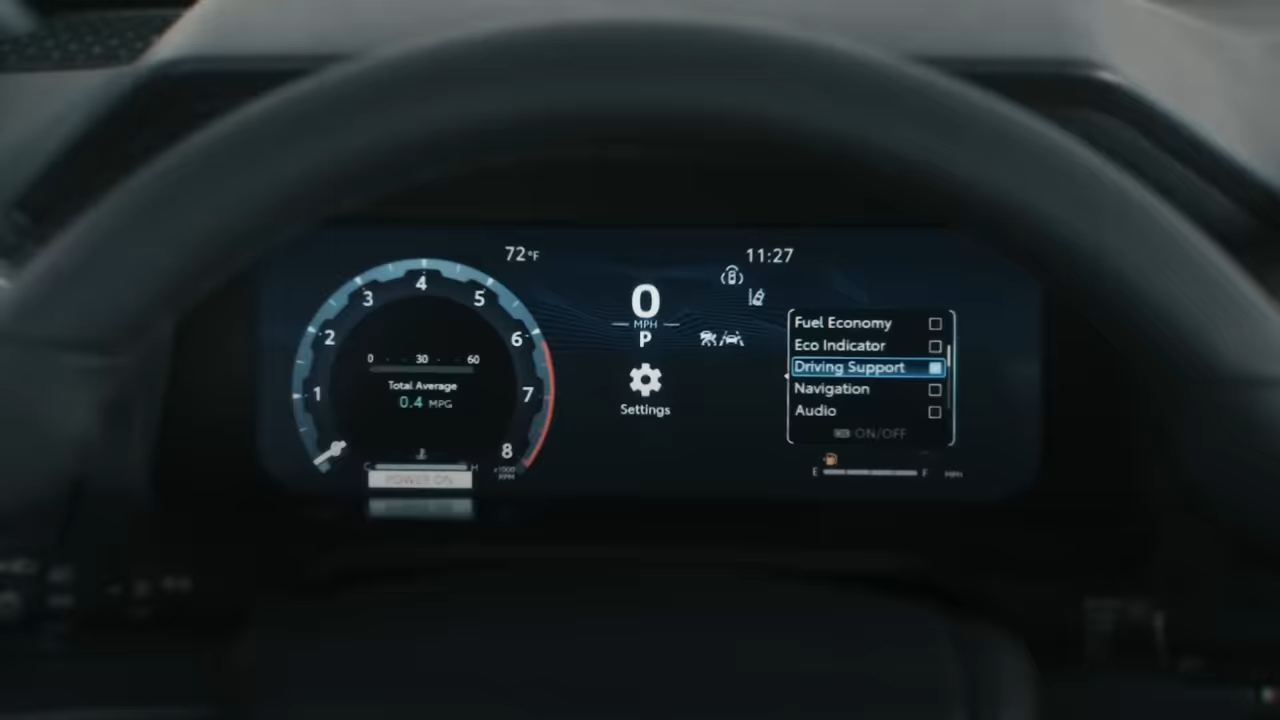 72°F
11:27
1
2
3
4
5
6
7
8
x1000
RPM
0 30 60
Total Average
0.4 MPG
C H
POWER ON
0
MPH
P
Settings
Fuel Economy
Eco Indicator
Driving Support
Navigation
Audio
ON/OFF
E F